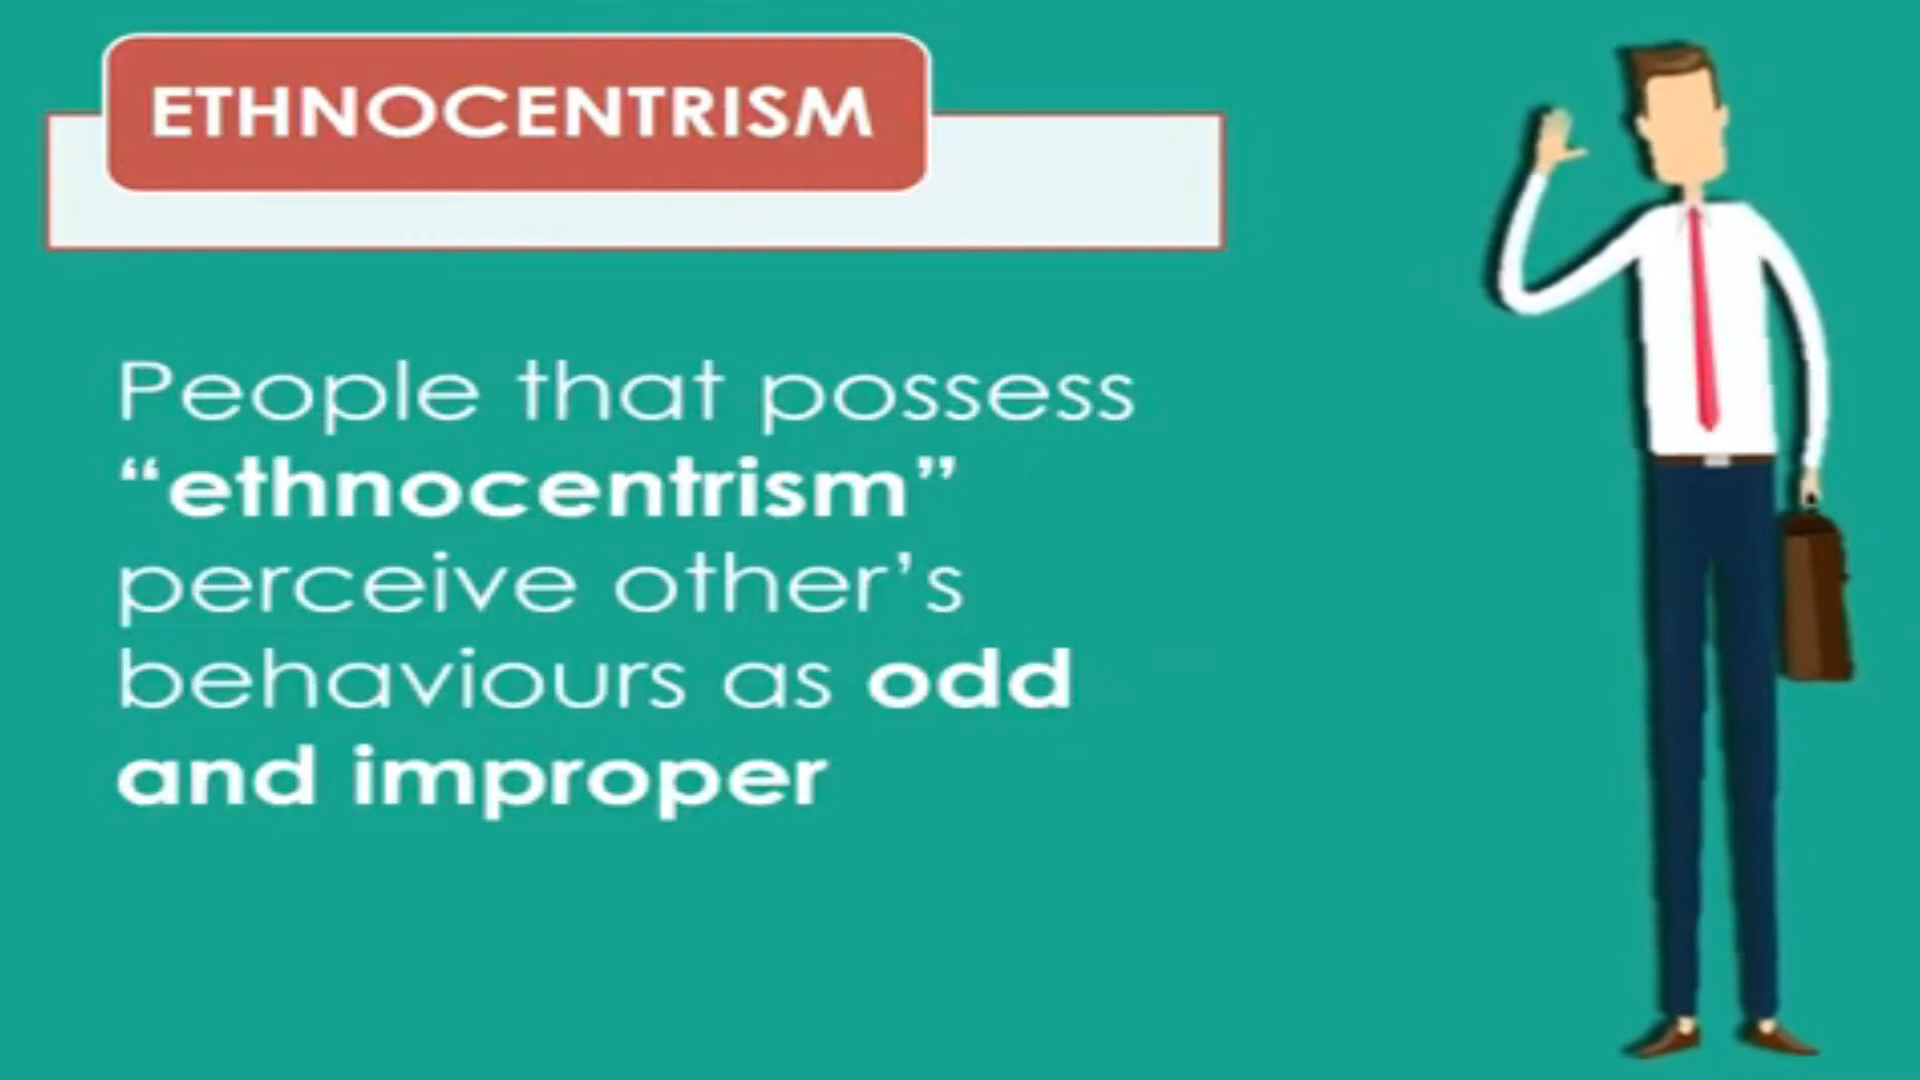 ETHNOCENTRISM
People that possess
“ethnocentrism”
perceive other’s
behaviours as odd
and improper